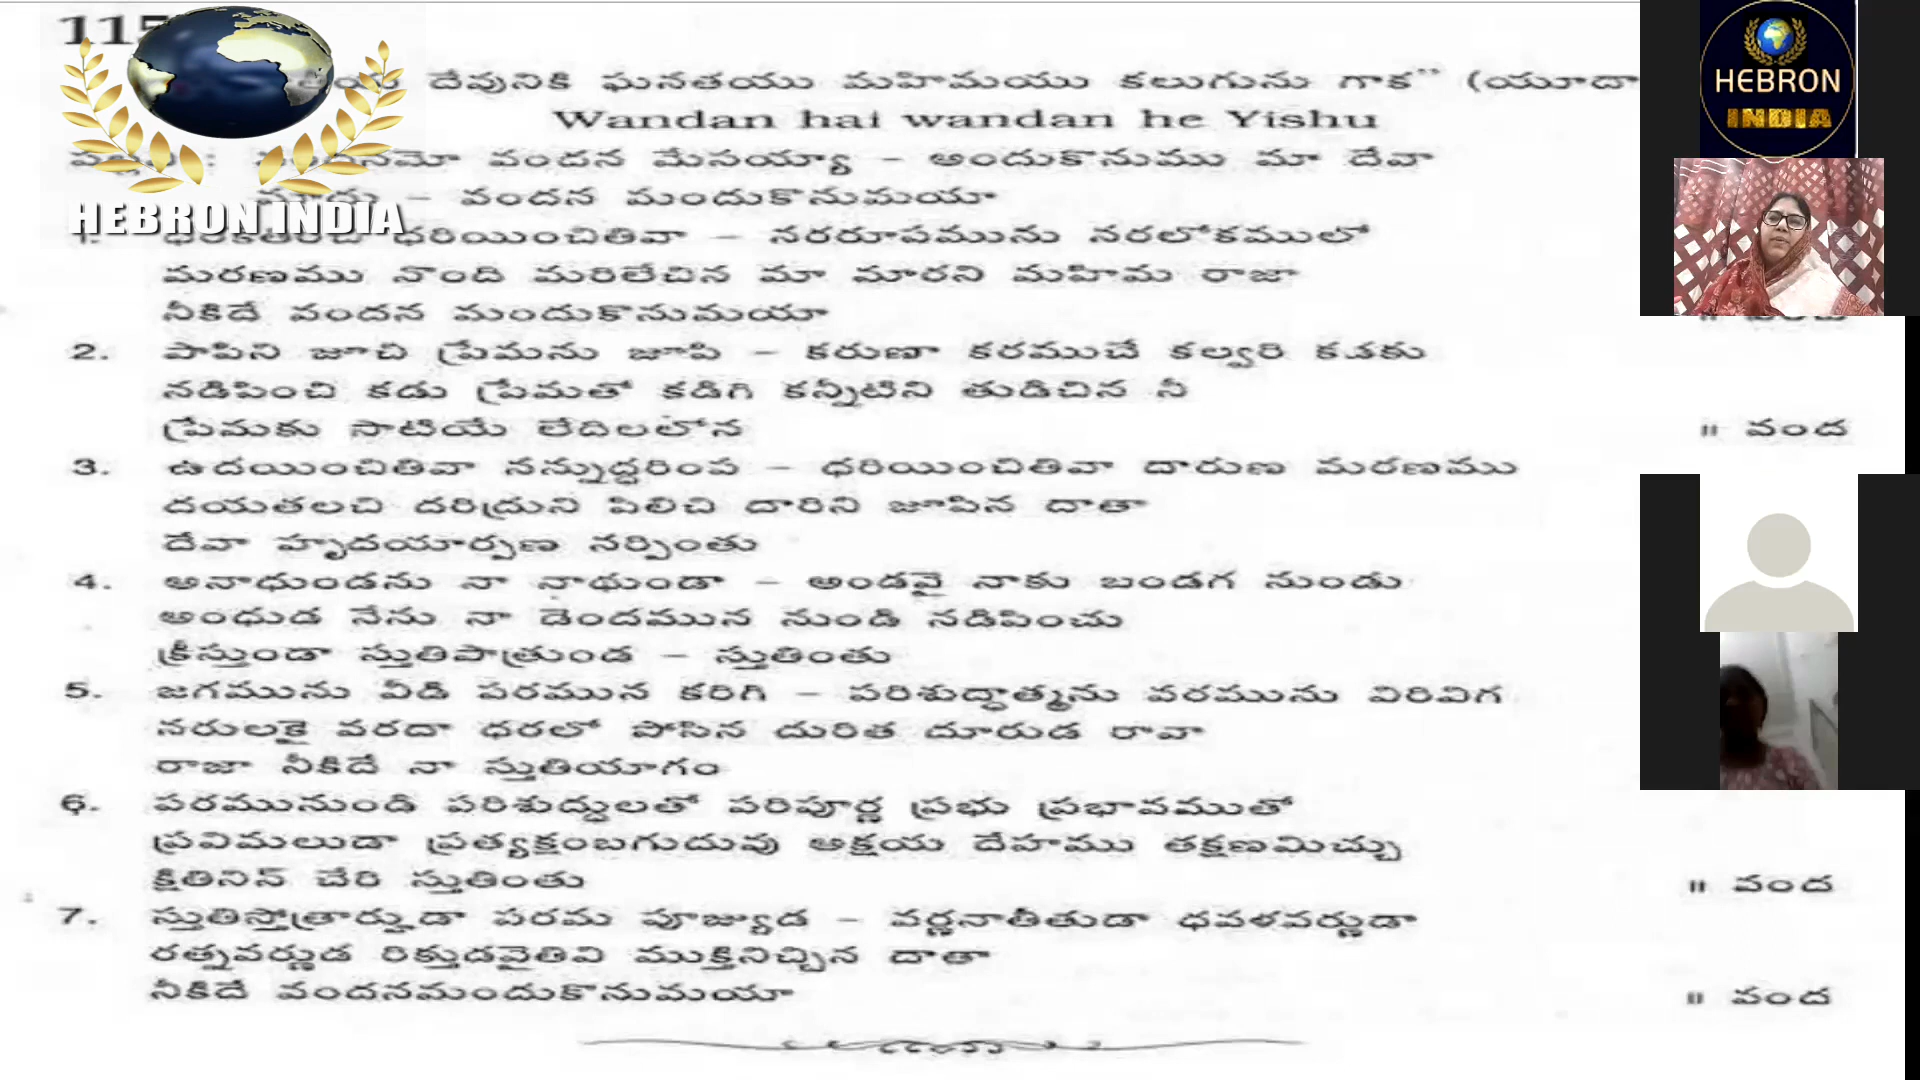 115
దేవునికి ఘనతయు మహిమయు కలుగును గాక" (యూదా
Wandan hai wandan he Yishu
వందన మేసయ్యా - అందుకొనుము మా దేవా
- వందన మందుకొనుమయా
1. ధరియించితివా - నరరూపమును నరలోకములో
మరణము నొంది మరిలేచిన మా మారని మహిమ రాజా
నీకిదే వందన మందుకొనుమయా
2. పాపిని జూచి ప్రేమను జూపి - కరుణా కరముచే కల్వరి కడకు
నడిపించి కడు ప్రేమతో కడిగి కన్నీటిని తుడిచిన నీ
ప్రేమకు సాటియే లేదిలలోన ॥ వంద
3. ఉదయించితివా నన్నుద్దరింప - ధరియించితివా దారుణ మరణము
దయతలచి దరిద్రుని పిలిచి దారిని జూపిన దాతా
దేవా హృదయార్పణ నర్పింతు
4. అనాధుండను నా నాథుండా - అండవై నాకు బండగ నుండు
అంధుడ నేను నా డెందమున నుండి నడిపించు
క్రీస్తుండా స్తుతిపాత్రుండ - స్తుతింతు
5. జగమును వీడి పరమున కరిగి - పరిశుద్ధాత్మను వరమును విరివిగ
నరులకై వరదా ధరలో పోసిన దురిత దూరుడ రావా
రాజా నీకిదే నా స్తుతియాగం
6. పరమునుండి పరిశుద్ధులతో పరిపూర్ణ ప్రభు ప్రభావముతో
ప్రవిమలుడా ప్రత్యక్షంబగుదువు అక్షయ దేహము తక్షణమిచ్చు
క్షితినిన్ చేరి స్తుతింతు ॥ వంద
7. స్తుతిస్తోత్రార్హుడా పరమ పూజ్యుడ - వర్ణనాతీతుడా ధవళవర్ణుడా
రత్నవర్ణుడ రిక్తుడవైతివి ముక్తినిచ్చిన దాతా
నీకిదే వందనమందుకొనుమయా ॥ వంద
HEBRON INDIA
HEBRON
INDIA